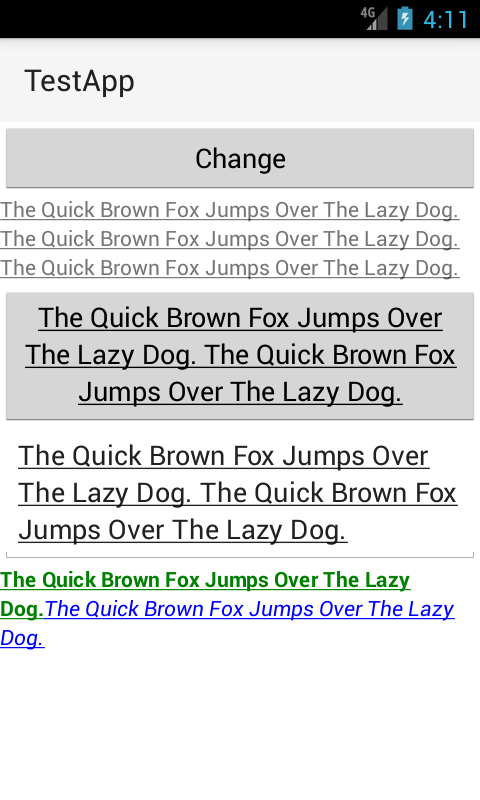 4G 4:11
TestApp
Change
The Quick Brown Fox Jumps Over The Lazy Dog.
The Quick Brown Fox Jumps Over The Lazy Dog.
The Quick Brown Fox Jumps Over The Lazy Dog.
The Quick Brown Fox Jumps Over
The Lazy Dog. The Quick Brown Fox
Jumps Over The Lazy Dog.
The Quick Brown Fox Jumps Over
The Lazy Dog. The Quick Brown Fox
Jumps Over The Lazy Dog.
The Quick Brown Fox Jumps Over The Lazy
Dog.The Quick Brown Fox Jumps Over The Lazy
Dog.